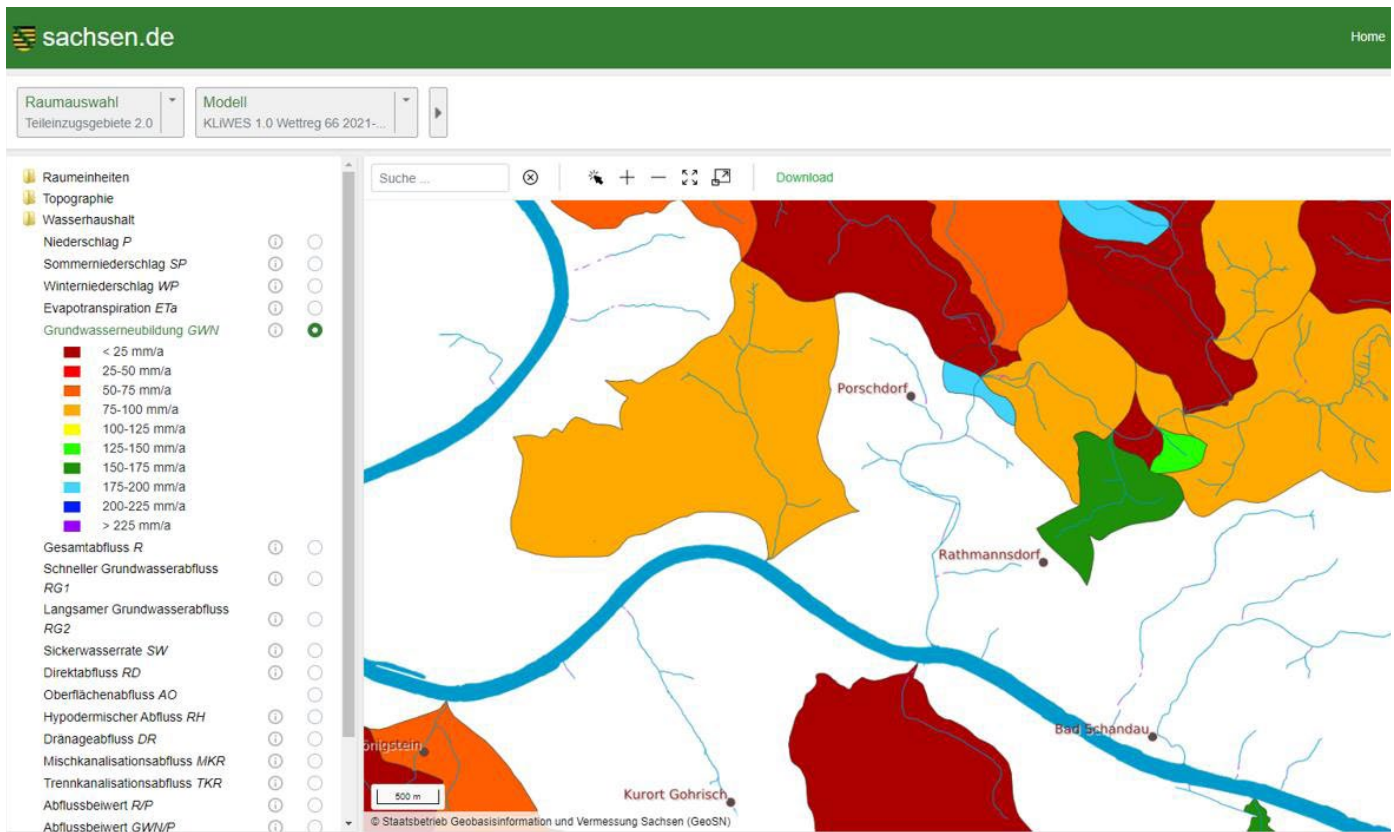 sachsen.de
Home
Raumauswahl
Teileinzugsgebiete 2.0
Modell
KLiWES 1.0 Wettreg 66 2021-...
Raumeinheiten
Topographie
Wasserhaushalt
Niederschlag P
Sommerniederschlag SP
Winterniederschlag WP
Evapotranspiration ETa
Grundwasserneubildung GWN
< 25 mm/a
25-50 mm/a
50-75 mm/a
75-100 mm/a
100-125 mm/a
125-150 mm/a
150-175 mm/a
175-200 mm/a
200-225 mm/a
> 225 mm/a
Gesamtabfluss R
Schneller Grundwasserabfluss
RG1
Langsamer Grundwasserabfluss
RG2
Sickerwasserrate SW
Direktabfluss RD
Oberflächenabfluss AO
Hypodermischer Abfluss RH
Dränageabfluss DR
Mischkanalisationsabfluss MKR
Trennkanalisationsabfluss TKR
Abflussbeiwert R/P
Abflussbeiwert GWN/P
Suche ...
Download
Porschdorf
Rathmannsdorf
Bad Schandau
önigstein
Kurort Gohrisch
500 m
© Staatsbetrieb Geobasisinformation und Vermessung Sachsen (GeoSN)